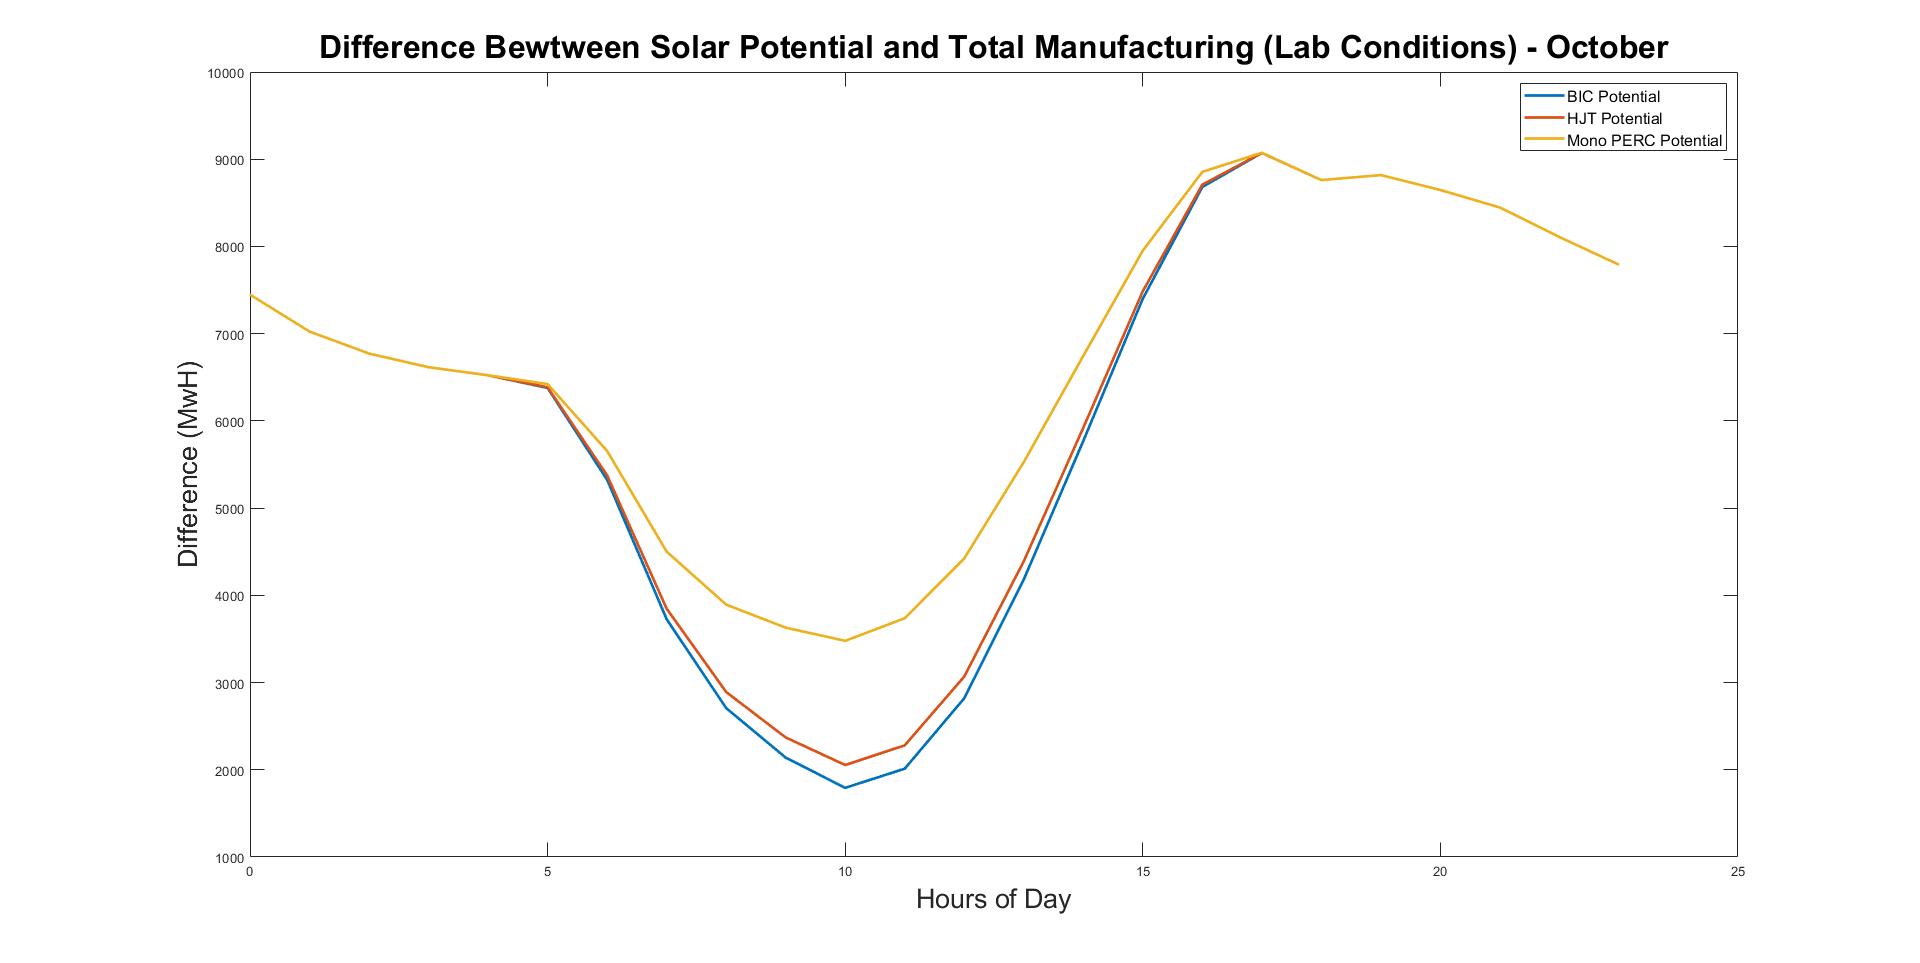 Difference Bewtween Solar Potential and Total Manufacturing (Lab Conditions) - October
10000
9000
8000
7000
6000
5000
4000
3000
2000
1000
Difference (MwH)
BIC Potential
HJT Potential
Mono PERC Potential
0 5 10 15 20 25
Hours of Day